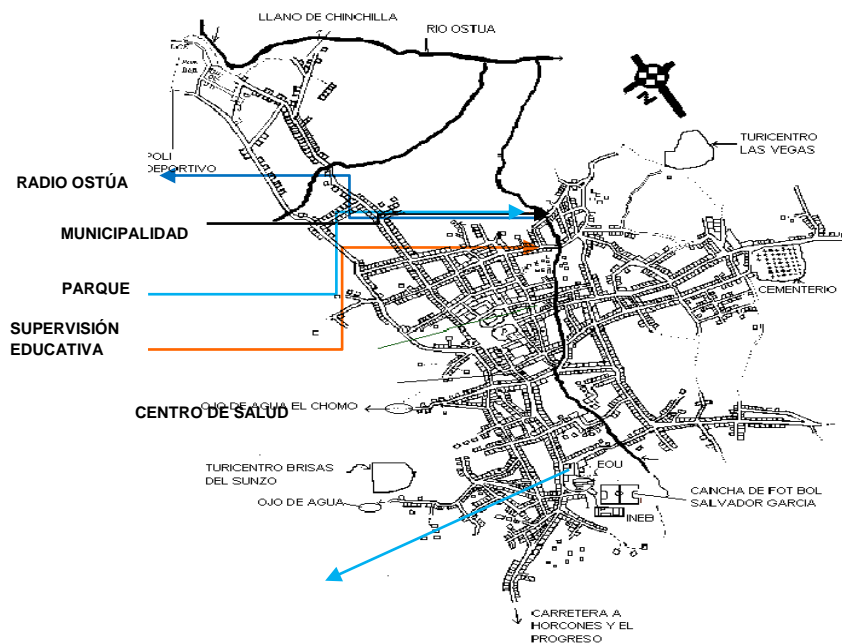 LLANO DE CHINCHILLA
RIO OSTUA
N
TURICENTRO
LAS VEGAS
POLI
DEPORTIVO
RADIO OSTÚA
MUNICIPALIDAD
PARQUE
CEMENTERIO
SUPERVISIÓN
EDUCATIVA
OJO DE AGUA EL CHOMO
CENTRO DE SALUD
TURICENTRO BRISAS
DEL SUNZO
OJO DE AGUA
EOU
CANCHA DE FOT BOL
SALVADOR GARCIA
INEB
CARRETERA A
HORCONES Y EL
PROGRESO